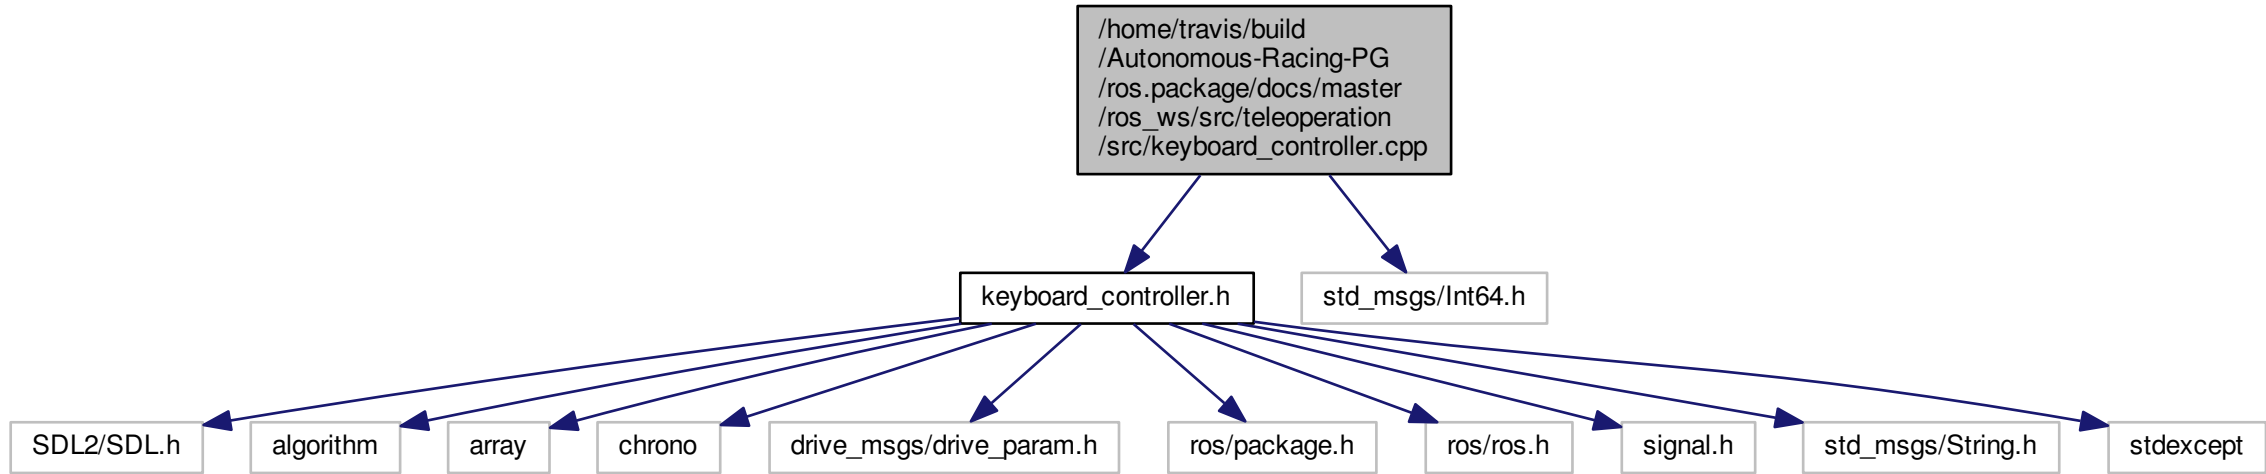 /home/travis/build
/Autonomous-Racing-PG
/ros.package/docs/master
/ros_ws/src/teleoperation
/src/keyboard_controller.cpp
keyboard_controller.h
std_msgs/Int64.h
SDL2/SDL.h
algorithm
array
chrono
drive_msgs/drive_param.h
ros/package.h
ros/ros.h
signal.h
std_msgs/String.h
stdexcept